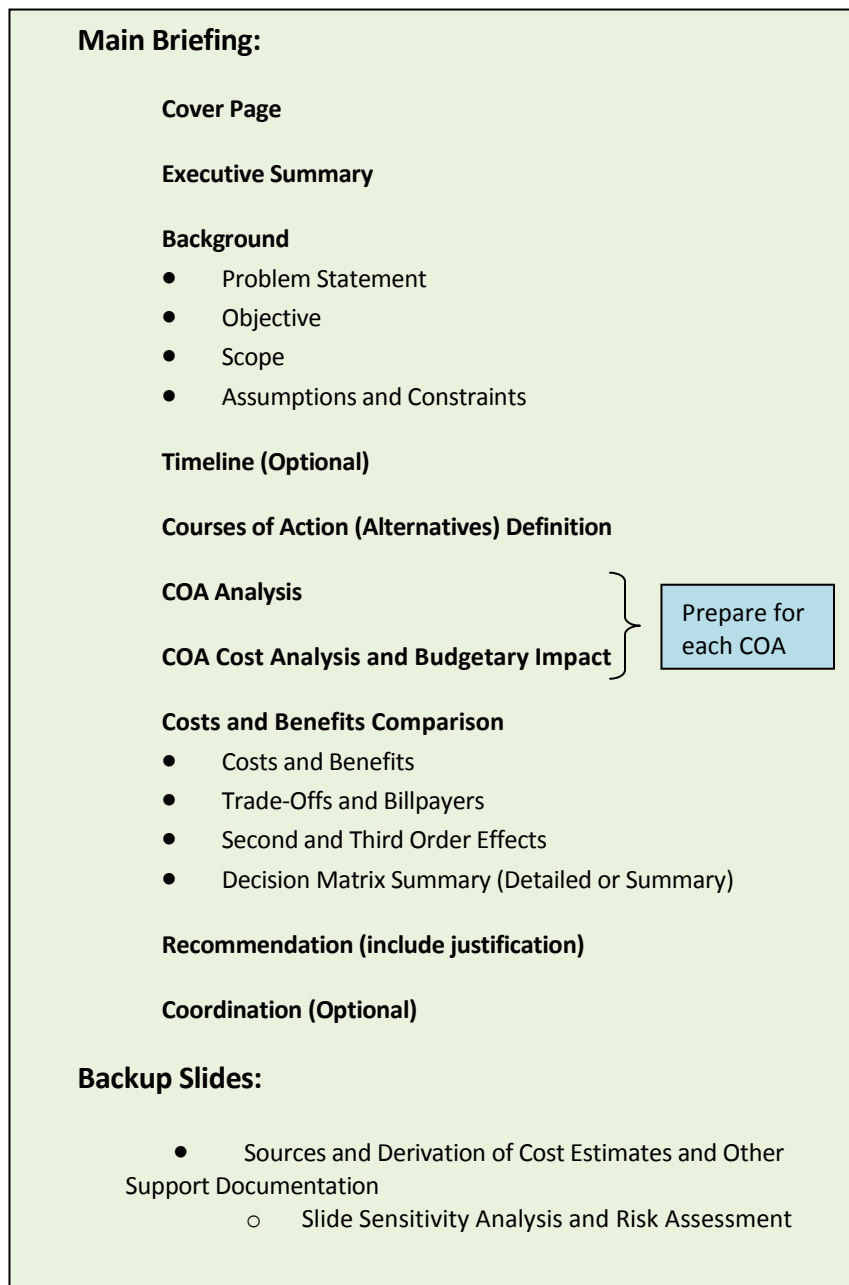 Main Briefing:
Cover Page
Executive Summary
Background
● Problem Statement
● Objective
● Scope
● Assumptions and Constraints
Timeline (Optional)
Courses of Action (Alternatives) Definition
COA Analysis
COA Cost Analysis and Budgetary Impact
Prepare for
each COA
Costs and Benefits Comparison
● Costs and Benefits
● Trade-Offs and Billpayers
● Second and Third Order Effects
● Decision Matrix Summary (Detailed or Summary)
Recommendation (include justification)
Coordination (Optional)
Backup Slides:
● Sources and Derivation of Cost Estimates and Other
Support Documentation
o Slide Sensitivity Analysis and Risk Assessment